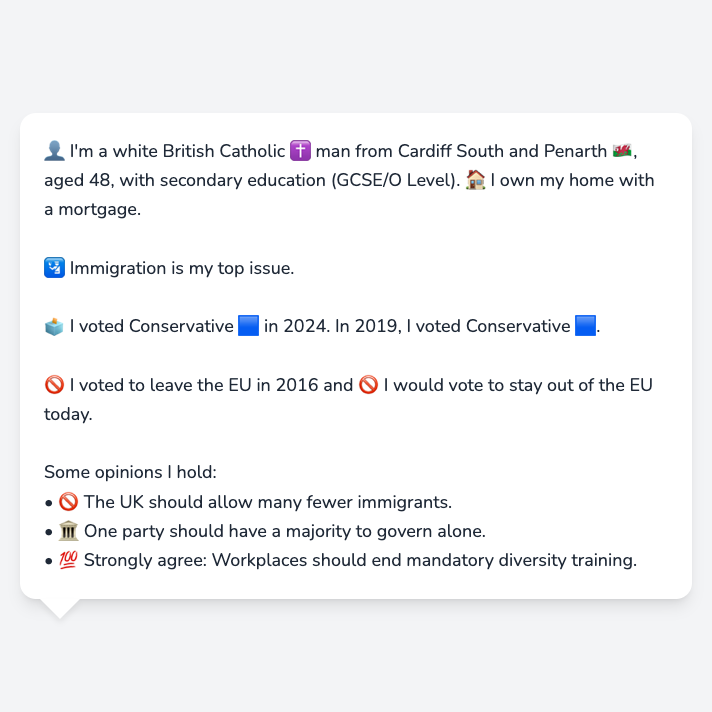 👤 I'm a white British Catholic ✝️ man from Cardiff South and Penarth 🏴󠁧󠁢󠁷󠁬󠁳󠁿,
aged 48, with secondary education (GCSE/O Level). 🏠 I own my home with
a mortgage.
🛂 Immigration is my top issue.
🗳️ I voted Conservative 🟦 in 2024. In 2019, I voted Conservative 🟦.
🚫 I voted to leave the EU in 2016 and 🚫 I would vote to stay out of the EU
today.
Some opinions I hold:
• 🚫 The UK should allow many fewer immigrants.
• 🏛️ One party should have a majority to govern alone.
• 💯 Strongly agree: Workplaces should end mandatory diversity training.